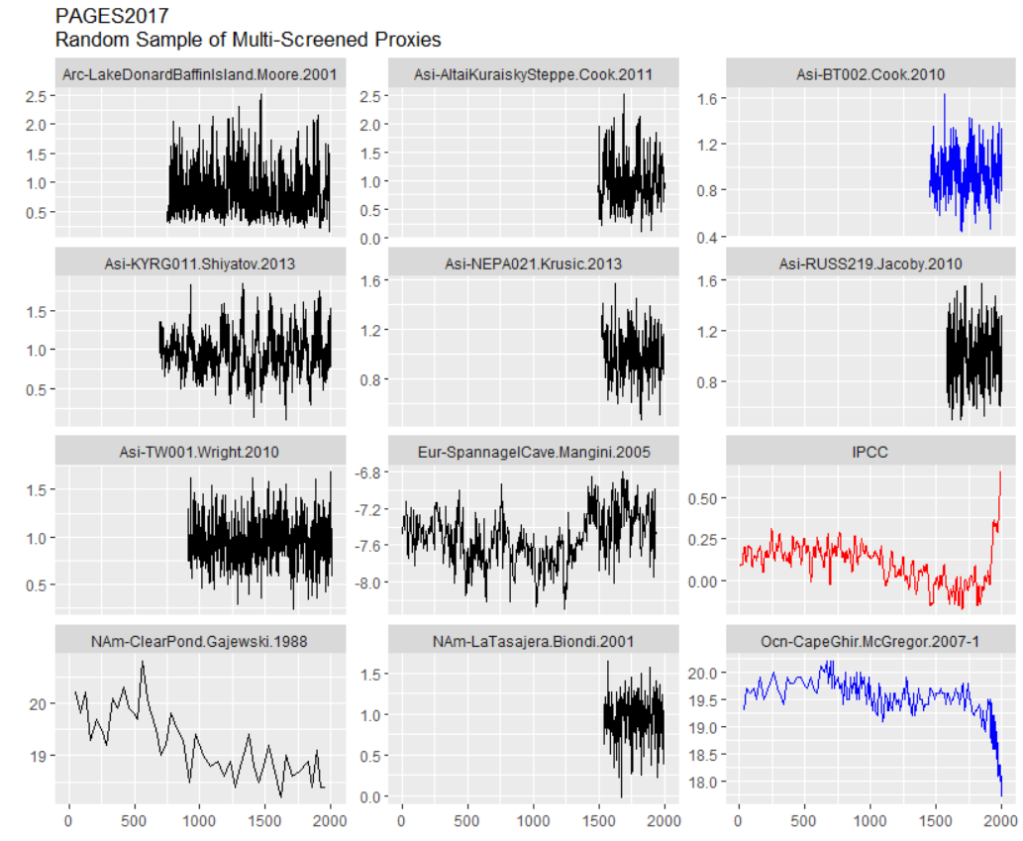 PAGES2017
Random Sample of Multi-Screened Proxies
Arc-LakeDonardBaffinIsland.Moore.2001
Asi-AltaiKuraiskySteppe.Cook.2011
Asi-BT002.Cook.2010
2.5
2.0
1.5
1.0
0.5
2.5
2.0
1.5
1.0
0.5
0.0
1.6
1.2
0.8
0.4
Asi-KYRG011.Shiyatov.2013
Asi-NEPA021.Krusic.2013
Asi-RUSS219.Jacoby.2010
1.5
1.0
0.5
1.6
1.2
0.8
1.6
1.2
0.8
Asi-TW001.Wright.2010
Eur-SpannagelCave.Mangini.2005
IPCC
1.5
1.0
0.5
-6.8
-7.2
-7.6
-8.0
0.50
0.25
0.00
NAm-ClearPond.Gajewski.1988
NAm-LaTasajera.Biondi.2001
Ocn-CapeGhir.McGregor.2007-1
20
19
1.5
1.0
0.5
0.0
20.0
19.5
19.0
18.5
18.0
0 500 1000 1500 2000
0 500 1000 1500 2000
0 500 1000 1500 2000